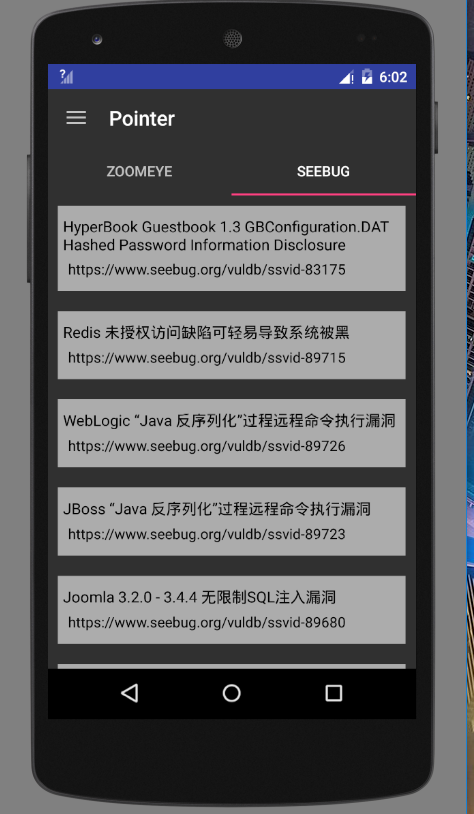 6:02
Pointer
ZOOMEYE
SEEBUG
HyperBook Guestbook 1.3 GBConfiguration.DAT
Hashed Password Information Disclosure
https://www.seebug.org/vuldb/ssvid-83175
Redis 未授权访问缺陷可轻易导致系统被黑
https://www.seebug.org/vuldb/ssvid-89715
WebLogic “Java 反序列化”过程远程命令执行漏洞
https://www.seebug.org/vuldb/ssvid-89726
JBoss “Java 反序列化”过程远程命令执行漏洞
https://www.seebug.org/vuldb/ssvid-89723
Joomla 3.2.0 - 3.4.4 无限制SQL注入漏洞
https://www.seebug.org/vuldb/ssvid-89680